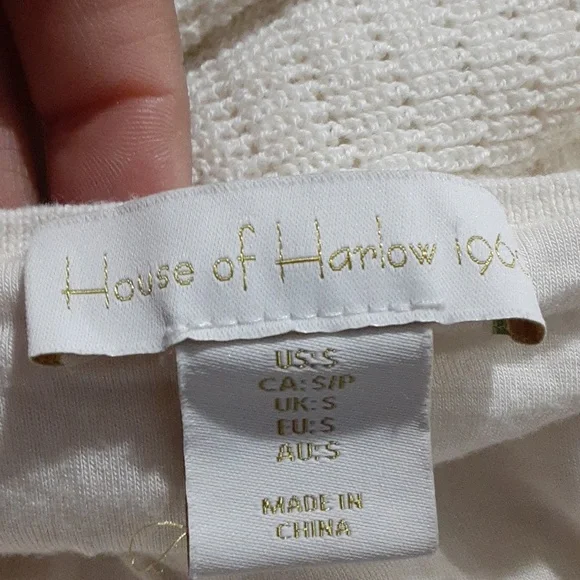 House of Harlow 196
US: S
CA: S/P
UK: S
EU: S
AU: S
MADE IN
CHINA